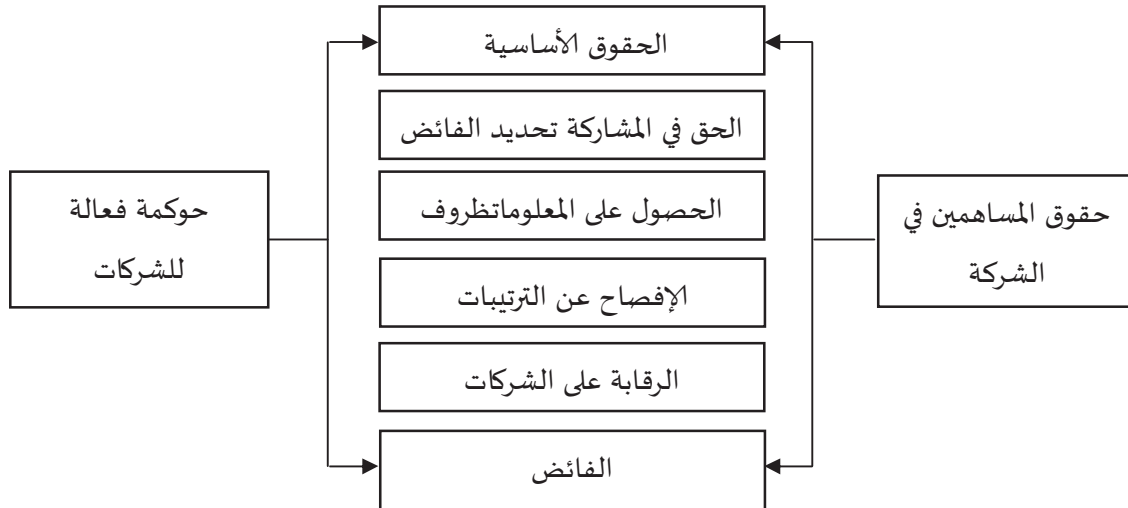 الحقوق الأساسية
الحق في المشاركة تحديد الفائض
الحصول على المعلوماتظروف
الإفصاح عن الترتيبات
الرقابة على الشركات
الفائض
حقوق المساهمين في
الشركة
حوكمة فعالة
للشركات